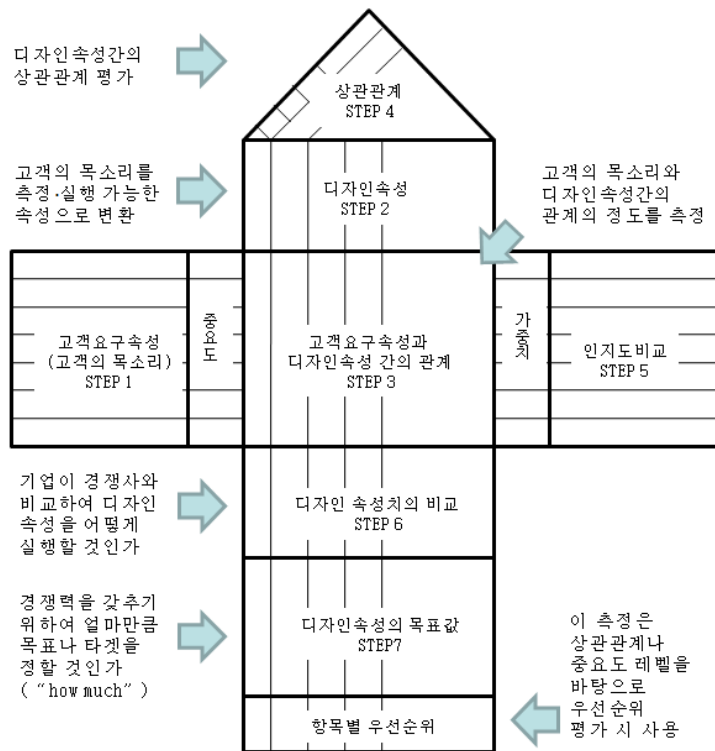 디자인속성간의
상관관계 평가
상관관계
STEP 4
고객의 목소리를
측정·실행 가능한
속성으로 변환
디자인속성
STEP 2
고객의 목소리와
디자인속성간의
관계의 정도를 측정
고객요구속성
(고객의 목소리)
STEP 1
중요도
고객요구속성과
디자인속성 간의 관계
STEP 3
가중치
인지도비교
STEP 5
기업이 경쟁사와
비교하여 디자인
속성을 어떻게
실행할 것인가
디자인 속성치의 비교
STEP 6
경쟁력을 갖추기
위하여 얼마만큼
목표나 타겟을
정할 것인가
( “how much” )
디자인속성의 목표값
STEP7
이 측정은
상관관계나
중요도 레벨을
바탕으로
우선순위
평가 시 사용
항목별 우선순위